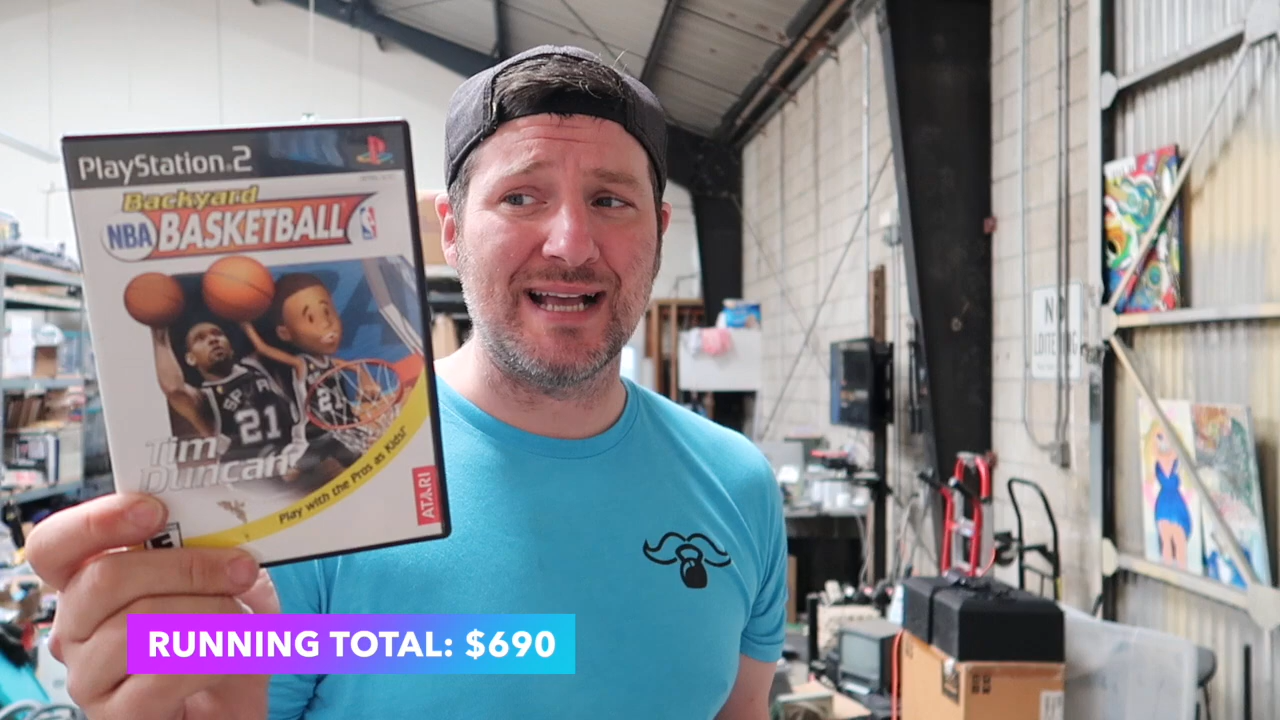 PlayStation.2
Backyard
NBA BASKETBALL
SP
21
21
Tim
Duncan
Play with the Pros as Kids!
ATARI
E
NO
RUNNING TOTAL: $690